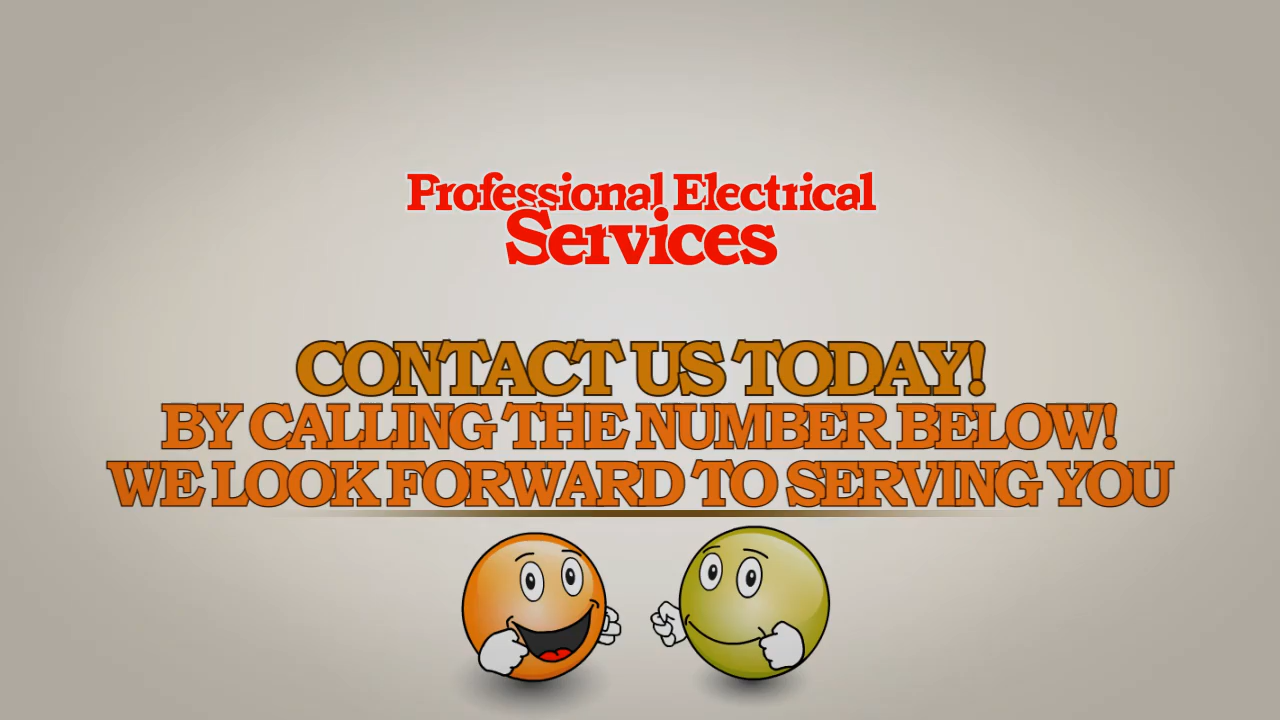 Professional Electrical
Services
CONTACT US TODAY!
BY CALLING THE NUMBER BELOW!
WE LOOK FORWARD TO SERVING YOU